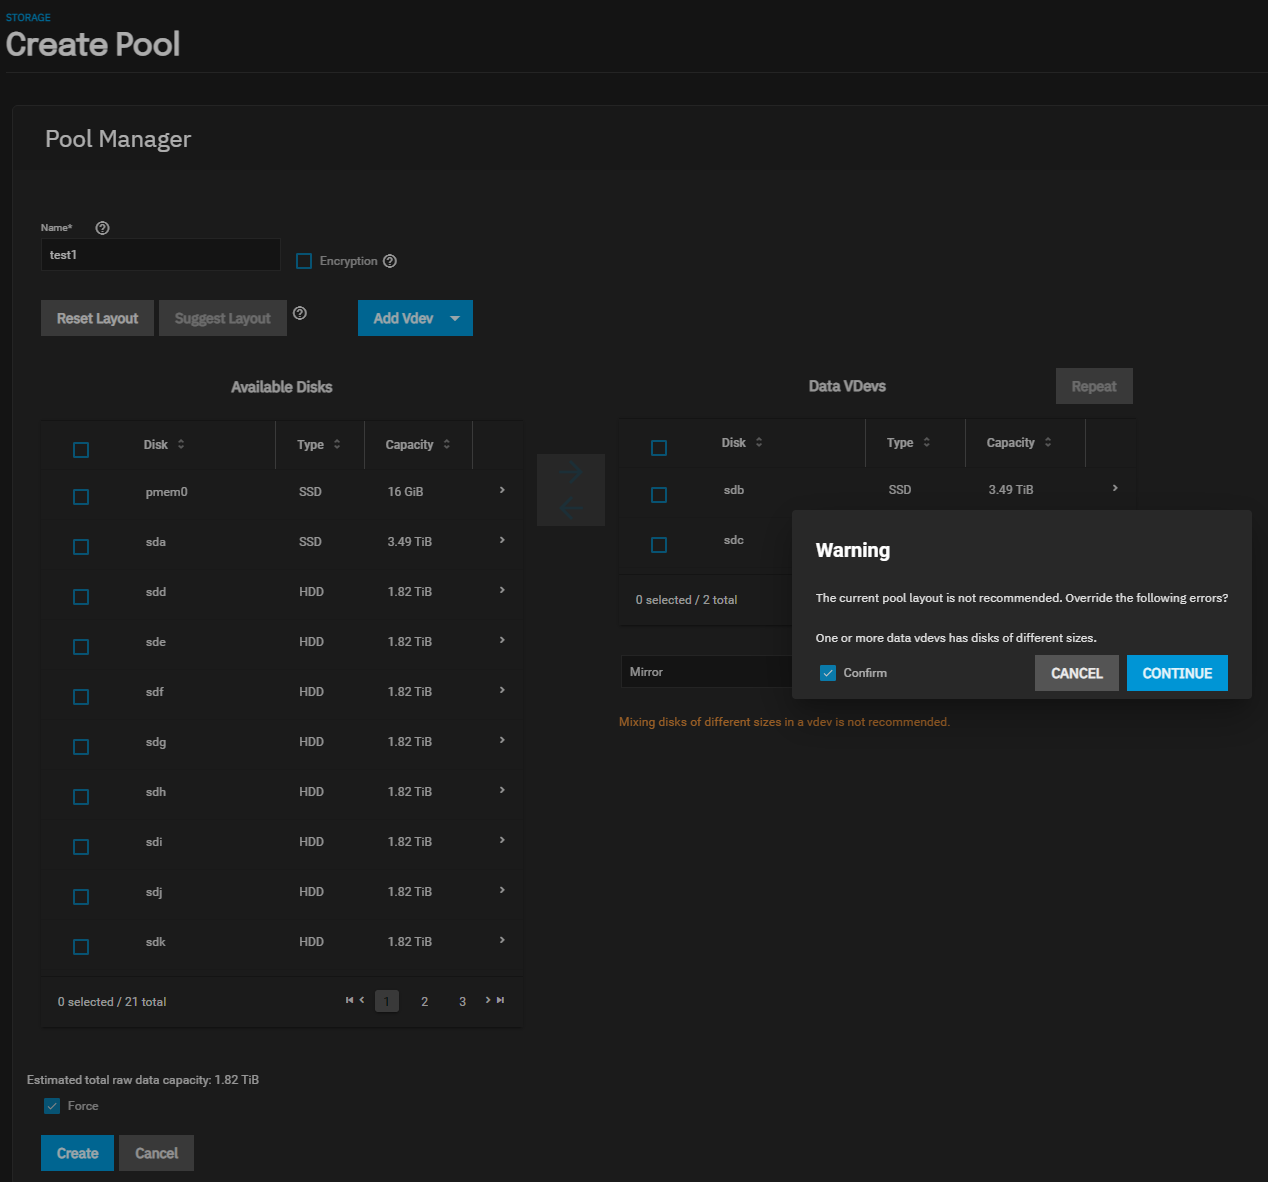 STORAGE
Create Pool
Pool Manager
Name*
test1
Encryption
Reset Layout
Suggest Layout
Add Vdev
Available Disks
Disk Type Capacity
pmem0 SSD 16 GiB
sda SSD 3.49 TiB
sdd HDD 1.82 TiB
sde HDD 1.82 TiB
sdf HDD 1.82 TiB
sdg HDD 1.82 TiB
sdh HDD 1.82 TiB
sdi HDD 1.82 TiB
sdj HDD 1.82 TiB
sdk HDD 1.82 TiB
0 selected / 21 total
1 2 3
Data VDevs
Repeat
Disk Type Capacity
sdb SSD 3.49 TiB
sdc
0 selected / 2 total
Mirror
Mixing disks of different sizes in a vdev is not recommended.
Warning
The current pool layout is not recommended. Override the following errors?
One or more data vdevs has disks of different sizes.
Confirm
CANCEL
CONTINUE
Estimated total raw data capacity: 1.82 TiB
Force
Create
Cancel